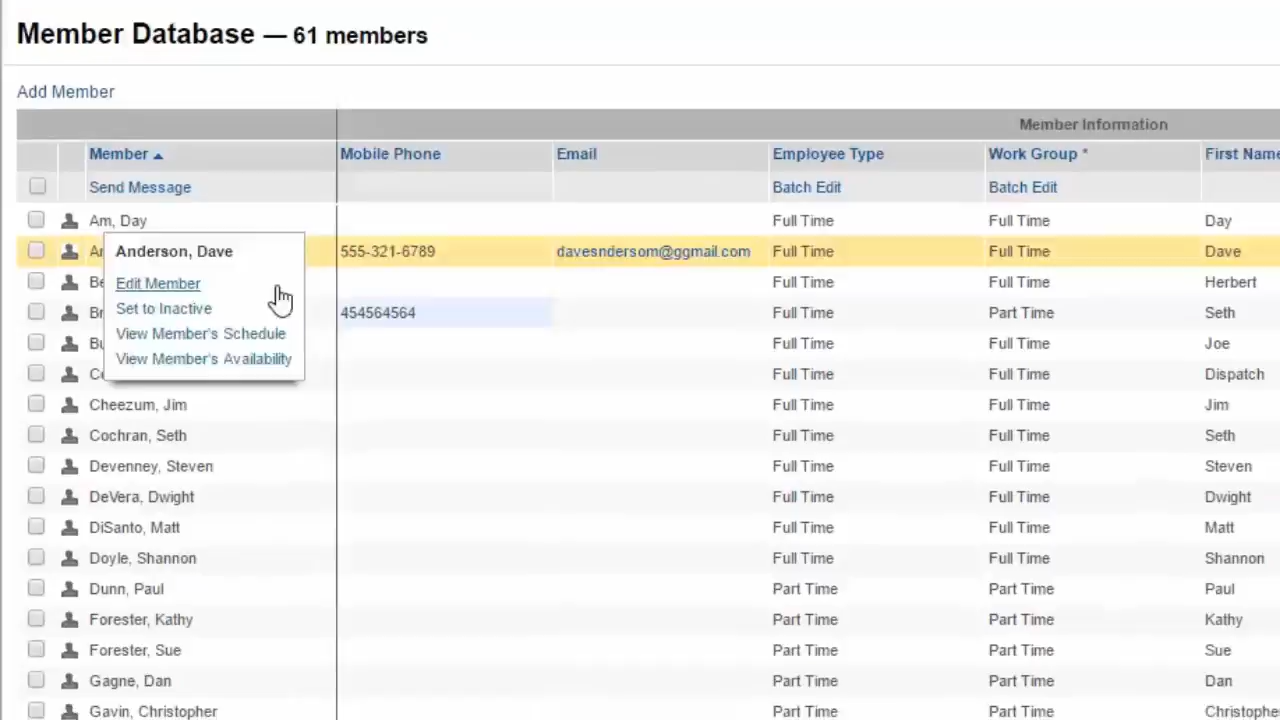 Member Database — 61 members
Add Member
Member Information
Member Mobile Phone Email Employee Type Work Group * First Name
Send Message Batch Edit Batch Edit
Am, Day Full Time Full Time Day
Anderson, Dave 555-321-6789 davesndersom@ggmail.com Full Time Full Time Dave
Edit Member Full Time Full Time Herbert
Set to Inactive 454564564 Full Time Part Time Seth
View Member's Schedule Full Time Full Time Joe
View Member's Availability Full Time Full Time Dispatch
Cheezum, Jim Full Time Full Time Jim
Cochran, Seth Full Time Full Time Seth
Devenney, Steven Full Time Full Time Steven
DeVera, Dwight Full Time Full Time Dwight
DiSanto, Matt Full Time Full Time Matt
Doyle, Shannon Full Time Full Time Shannon
Dunn, Paul Part Time Part Time Paul
Forester, Kathy Part Time Part Time Kathy
Forester, Sue Part Time Part Time Sue
Gagne, Dan Part Time Part Time Dan
Gavin, Christopher Part Time Part Time Christophe